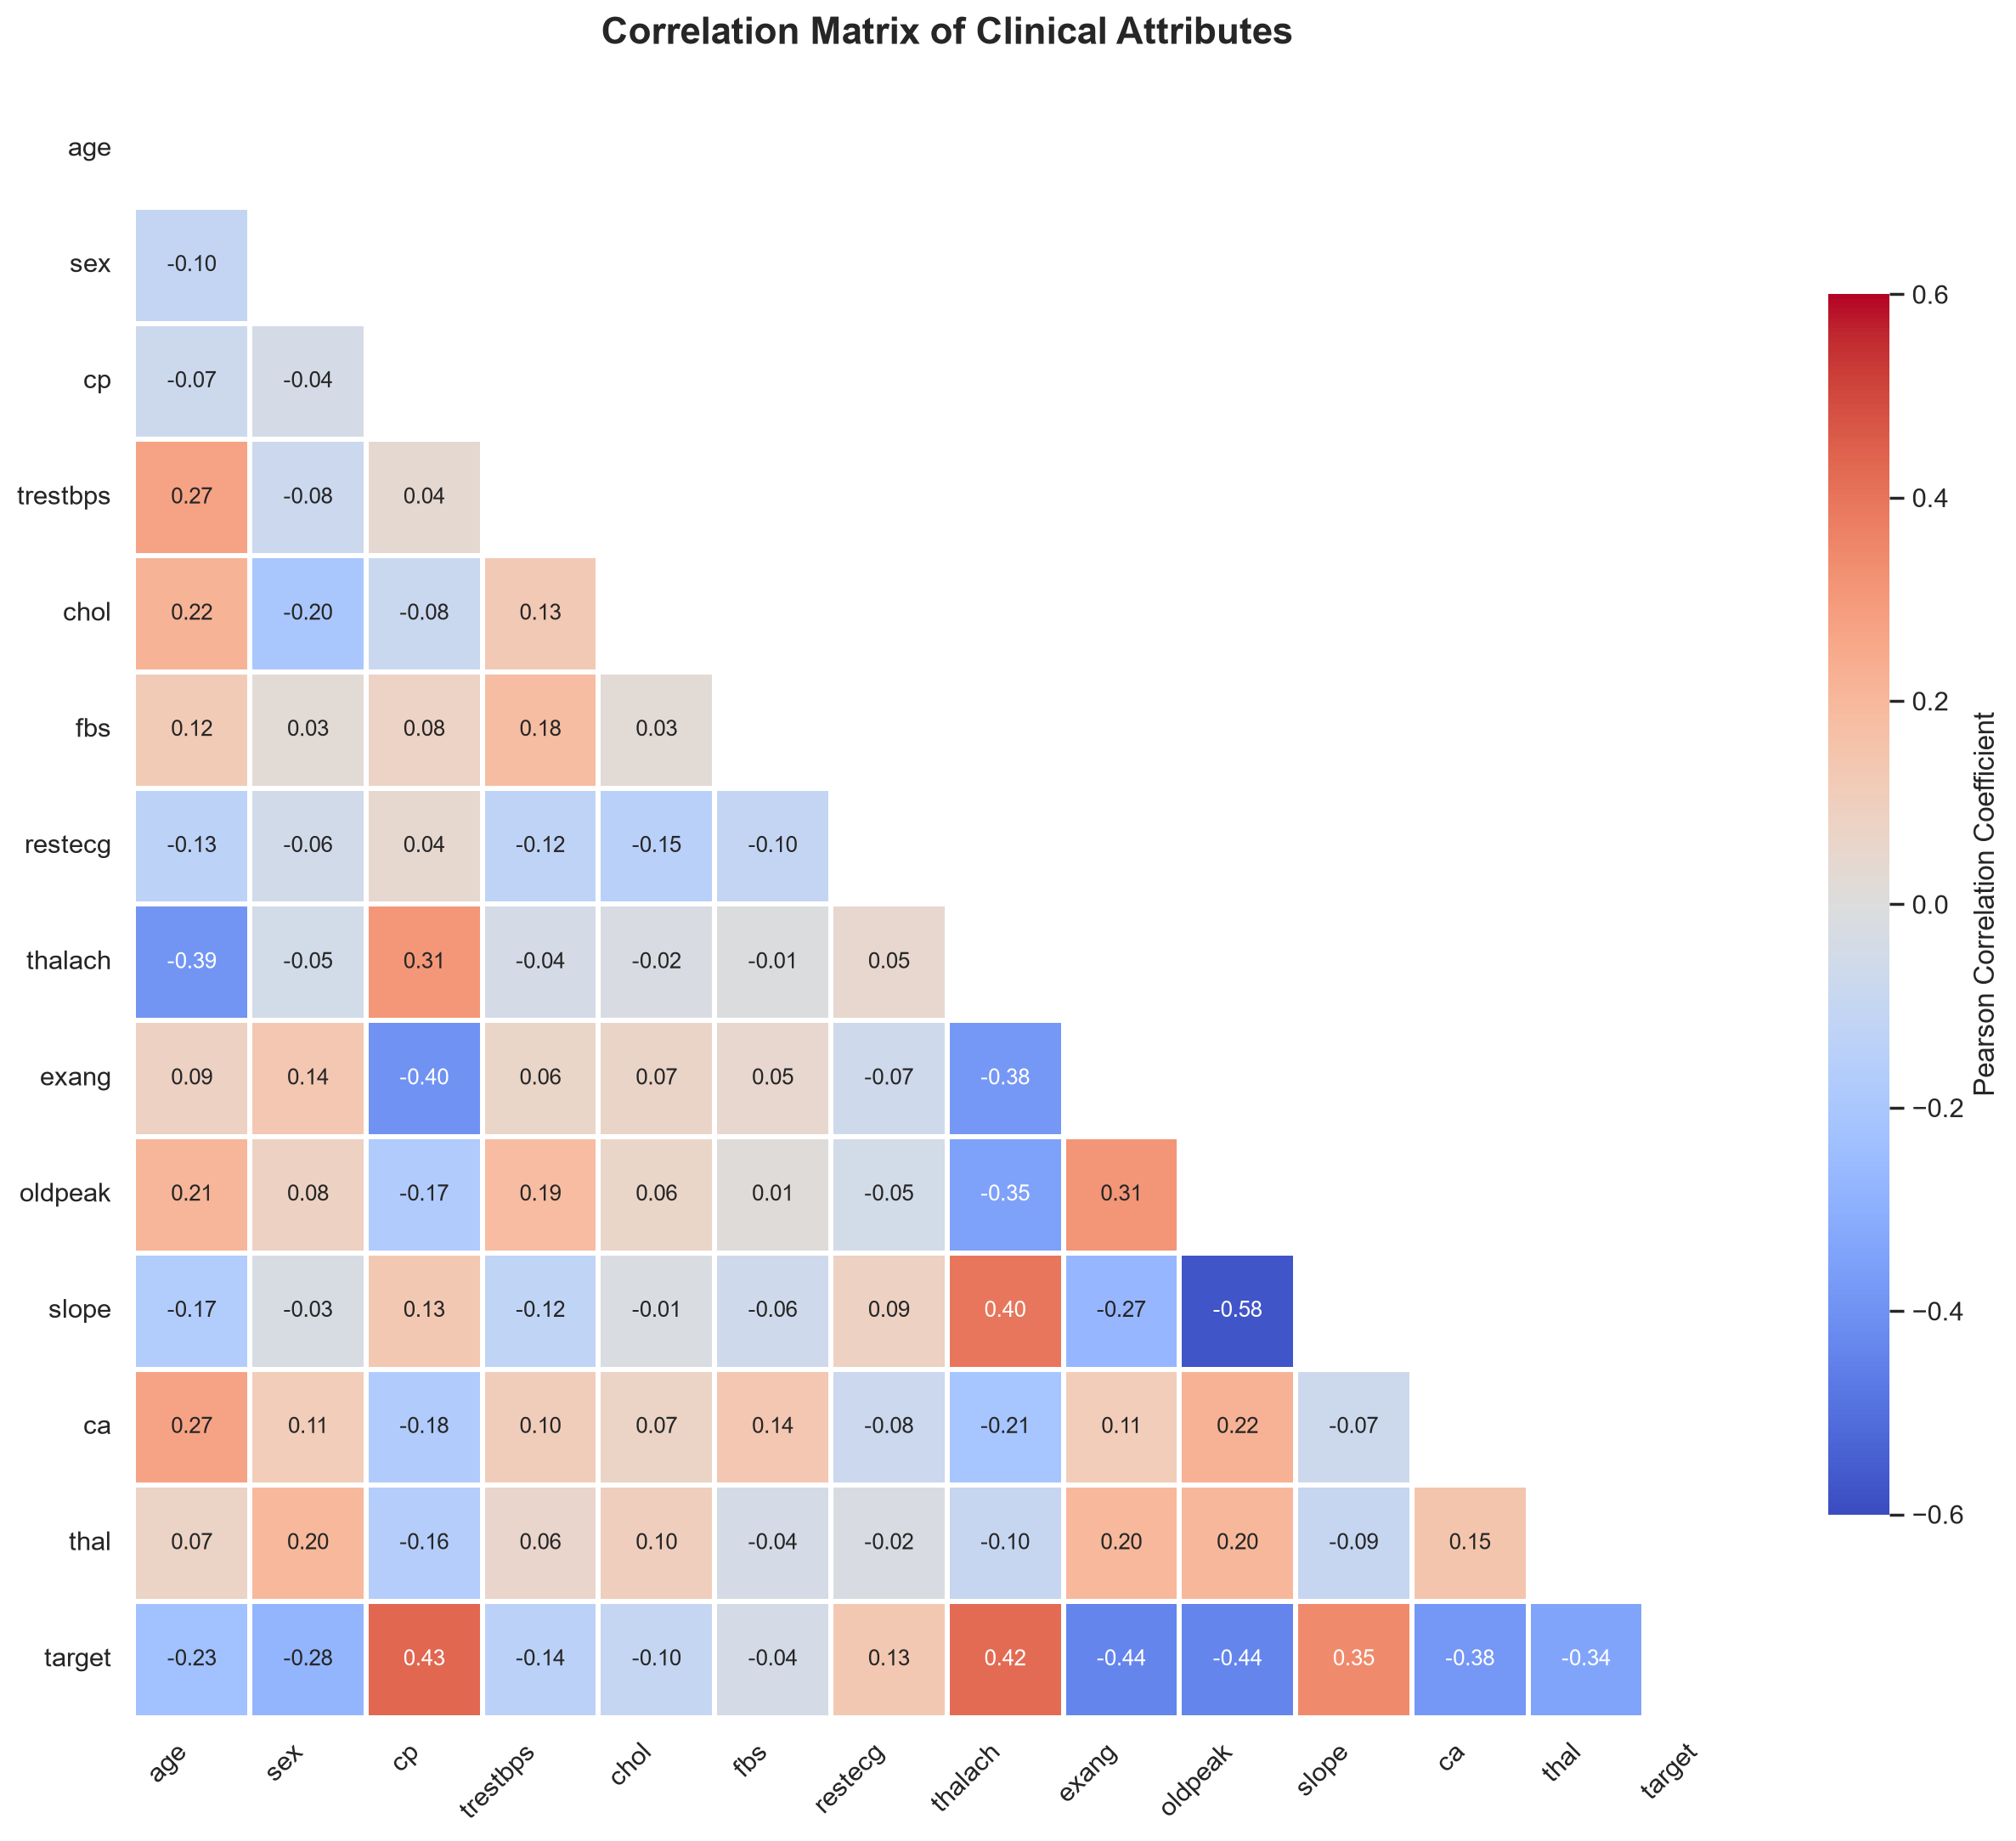 Correlation Matrix of Clinical Attributes
age
sex -0.10
cp -0.07 -0.04
trestbps 0.27 -0.08 0.04
chol 0.22 -0.20 -0.08 0.13
fbs 0.12 0.03 0.08 0.18 0.03
restecg -0.13 -0.06 0.04 -0.12 -0.15 -0.10
thalach -0.39 -0.05 0.31 -0.04 -0.02 -0.01 0.05
exang 0.09 0.14 -0.40 0.06 0.07 0.05 -0.07 -0.38
oldpeak 0.21 0.08 -0.17 0.19 0.06 0.01 -0.05 -0.35 0.31
slope -0.17 -0.03 0.13 -0.12 -0.01 -0.06 0.09 0.40 -0.27 -0.58
ca 0.27 0.11 -0.18 0.10 0.07 0.14 -0.08 -0.21 0.11 0.22 -0.07
thal 0.07 0.20 -0.16 0.06 0.10 -0.04 -0.02 -0.10 0.20 0.20 -0.09 0.15
target -0.23 -0.28 0.43 -0.14 -0.10 -0.04 0.13 0.42 -0.44 -0.44 0.35 -0.38 -0.34
age sex cp trestbps chol fbs restecg thalach exang oldpeak slope ca thal target
0.6
0.4
0.2
0.0
−0.2
−0.4
−0.6
Pearson Correlation Coefficient